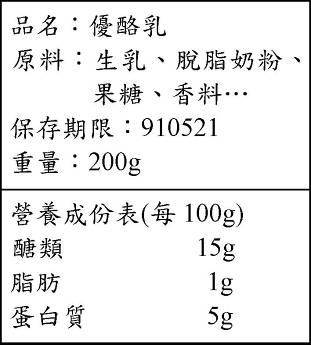 品名：優酪乳
原料：生乳、脫脂奶粉、
果糖、香料…
保存期限：910521
重量：200g
營養成份表(每 100g)
醣類 15g
脂肪 1g
蛋白質 5g